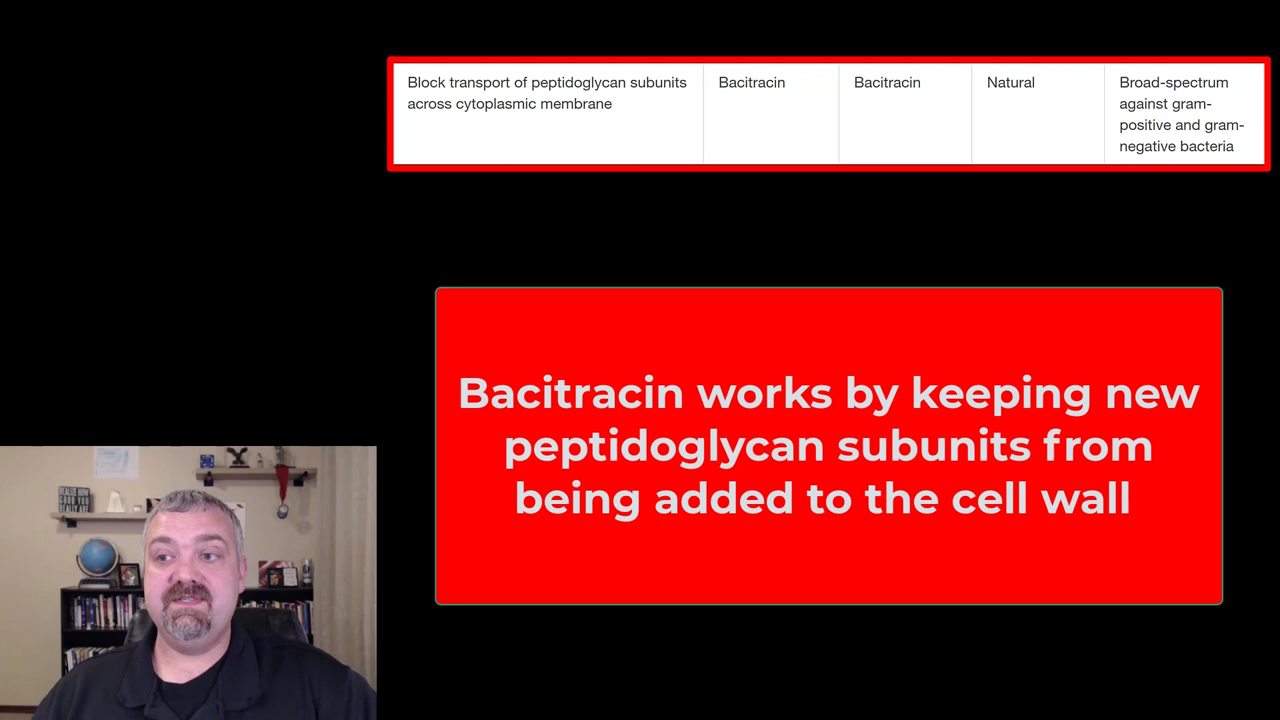 Block transport of peptidoglycan subunits
across cytoplasmic membrane
Bacitracin
Bacitracin
Natural
Broad-spectrum
against gram-
positive and gram-
negative bacteria
Bacitracin works by keeping new
peptidoglycan subunits from
being added to the cell wall